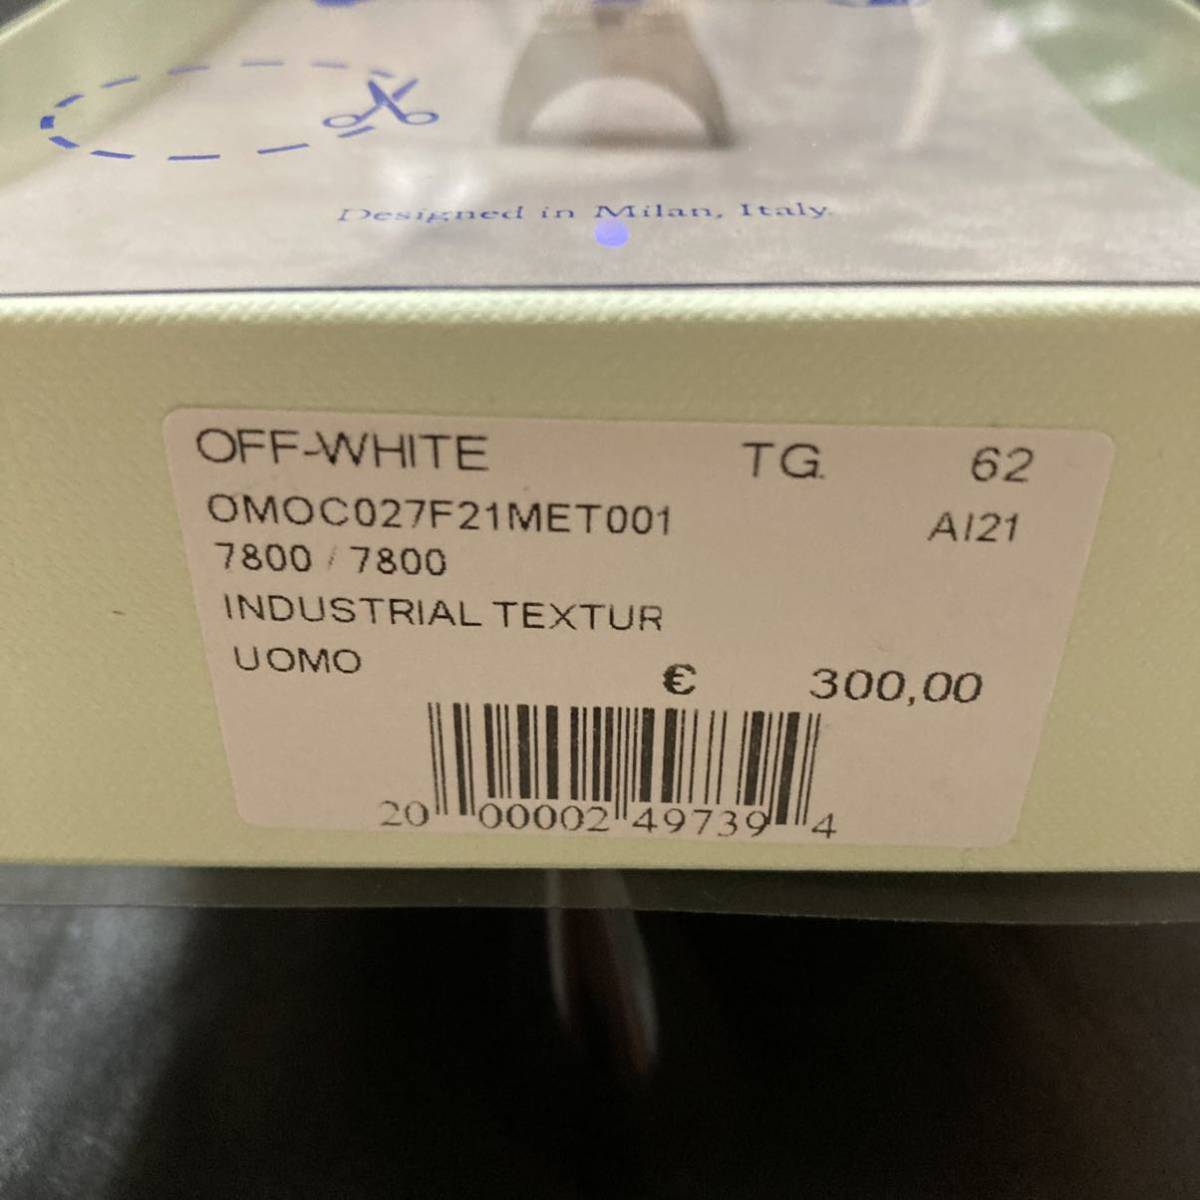 Designed in Milan, Italy
OFF-WHITE TG. 62
OMOC027F21MET001 AI21
7800 / 7800
INDUSTRIAL TEXTUR
UOMO
€ 300,00
20 00002 49739 4